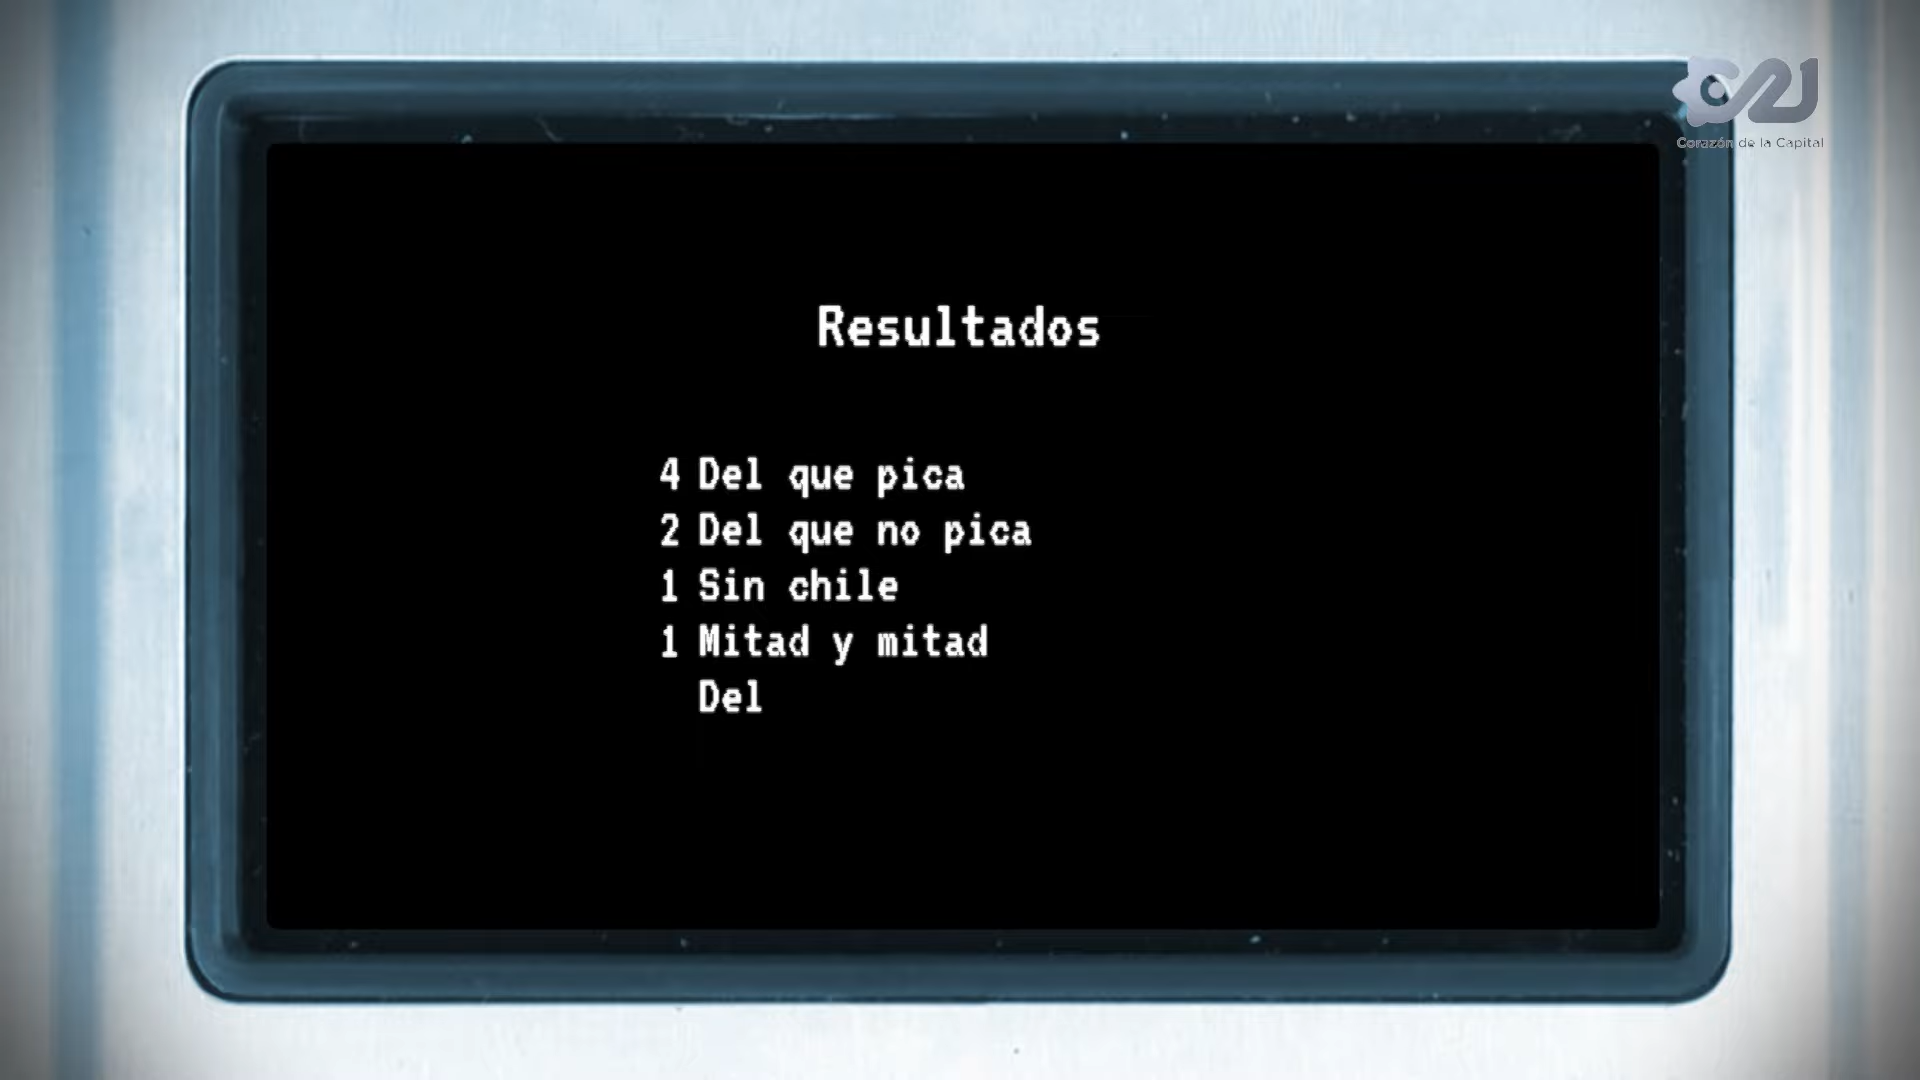 C21
Corazón de la Capital
Resultados
4 Del que pica
2 Del que no pica
1 Sin chile
1 Mitad y mitad
Del